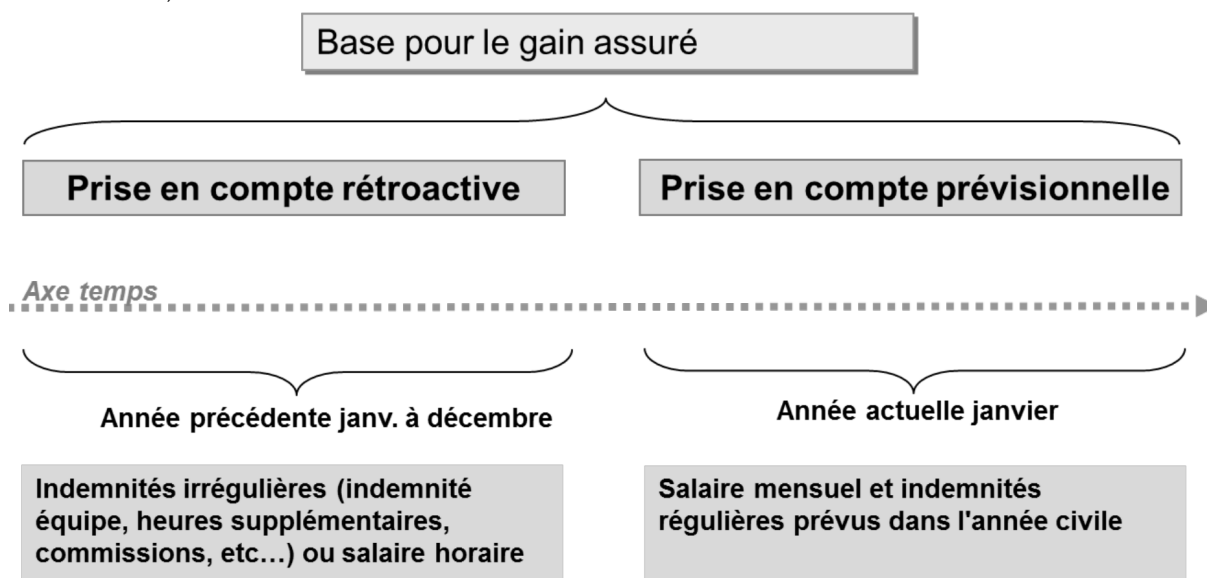 Base pour le gain assuré
Prise en compte rétroactive
Prise en compte prévisionnelle
Axe temps
Année précédente janv. à décembre
Année actuelle janvier
Indemnités irrégulières (indemnité
équipe, heures supplémentaires,
commissions, etc…) ou salaire horaire
Salaire mensuel et indemnités
régulières prévus dans l'année civile